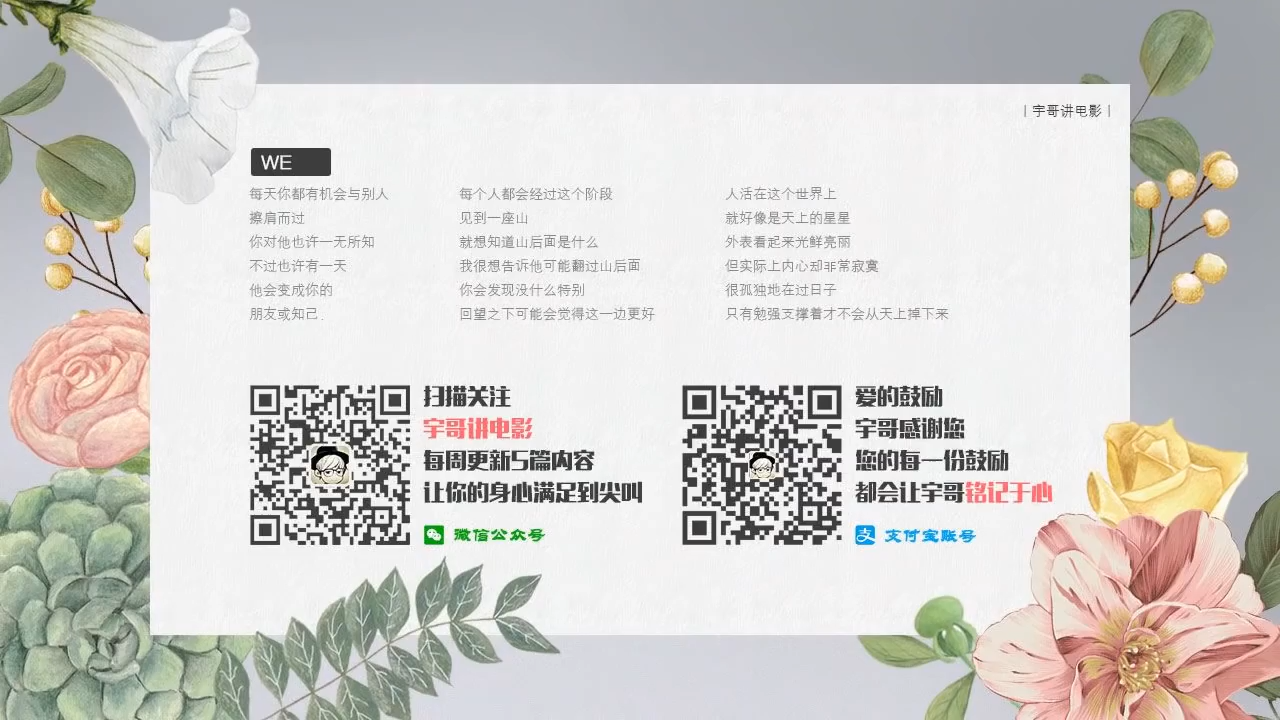 | 宇哥讲电影 |
WE
每天你都有机会与别人
擦肩而过
你对他也许一无所知
不过也许有一天
他会变成你的
朋友或知己.
每个人都会经过这个阶段
见到一座山
就想知道山后面是什么
我很想告诉他可能翻过山后面
你会发现没什么特别
回望之下可能会觉得这一边更好
人活在这个世界上
就好像是天上的星星
外表看起来光鲜亮丽
但实际上内心却非常寂寞
很孤独地在过日子
只有勉强支撑着才不会从天上掉下来
扫描关注
宇哥讲电影
每周更新5篇内容
让你的身心满足到尖叫
微信公众号
爱的鼓励
宇哥感谢您
您的每一份鼓励
都会让宇哥铭记于心
支 支付宝账号